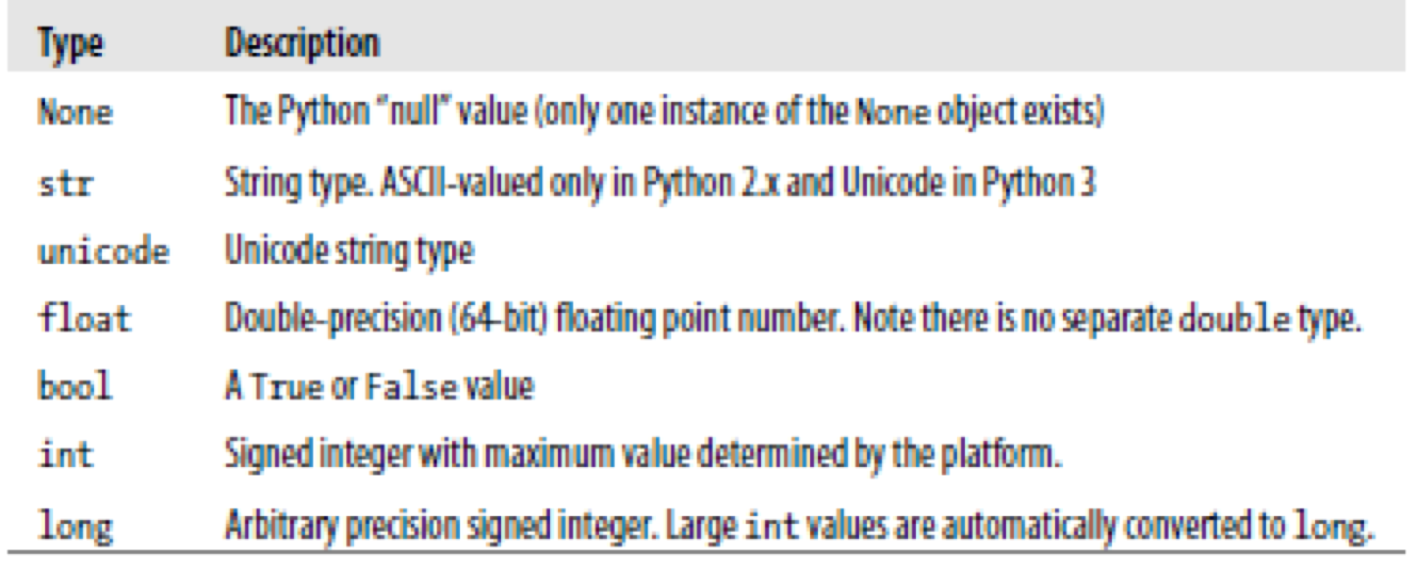 Type Description
None The Python "null" value (only one instance of the None object exists)
str String type. ASCII-valued only in Python 2.x and Unicode in Python 3
unicode Unicode string type
float Double-precision (64-bit) floating point number. Note there is no separate double type.
bool A True or False value
int Signed integer with maximum value determined by the platform.
long Arbitrary precision signed integer. Large int values are automatically converted to long.